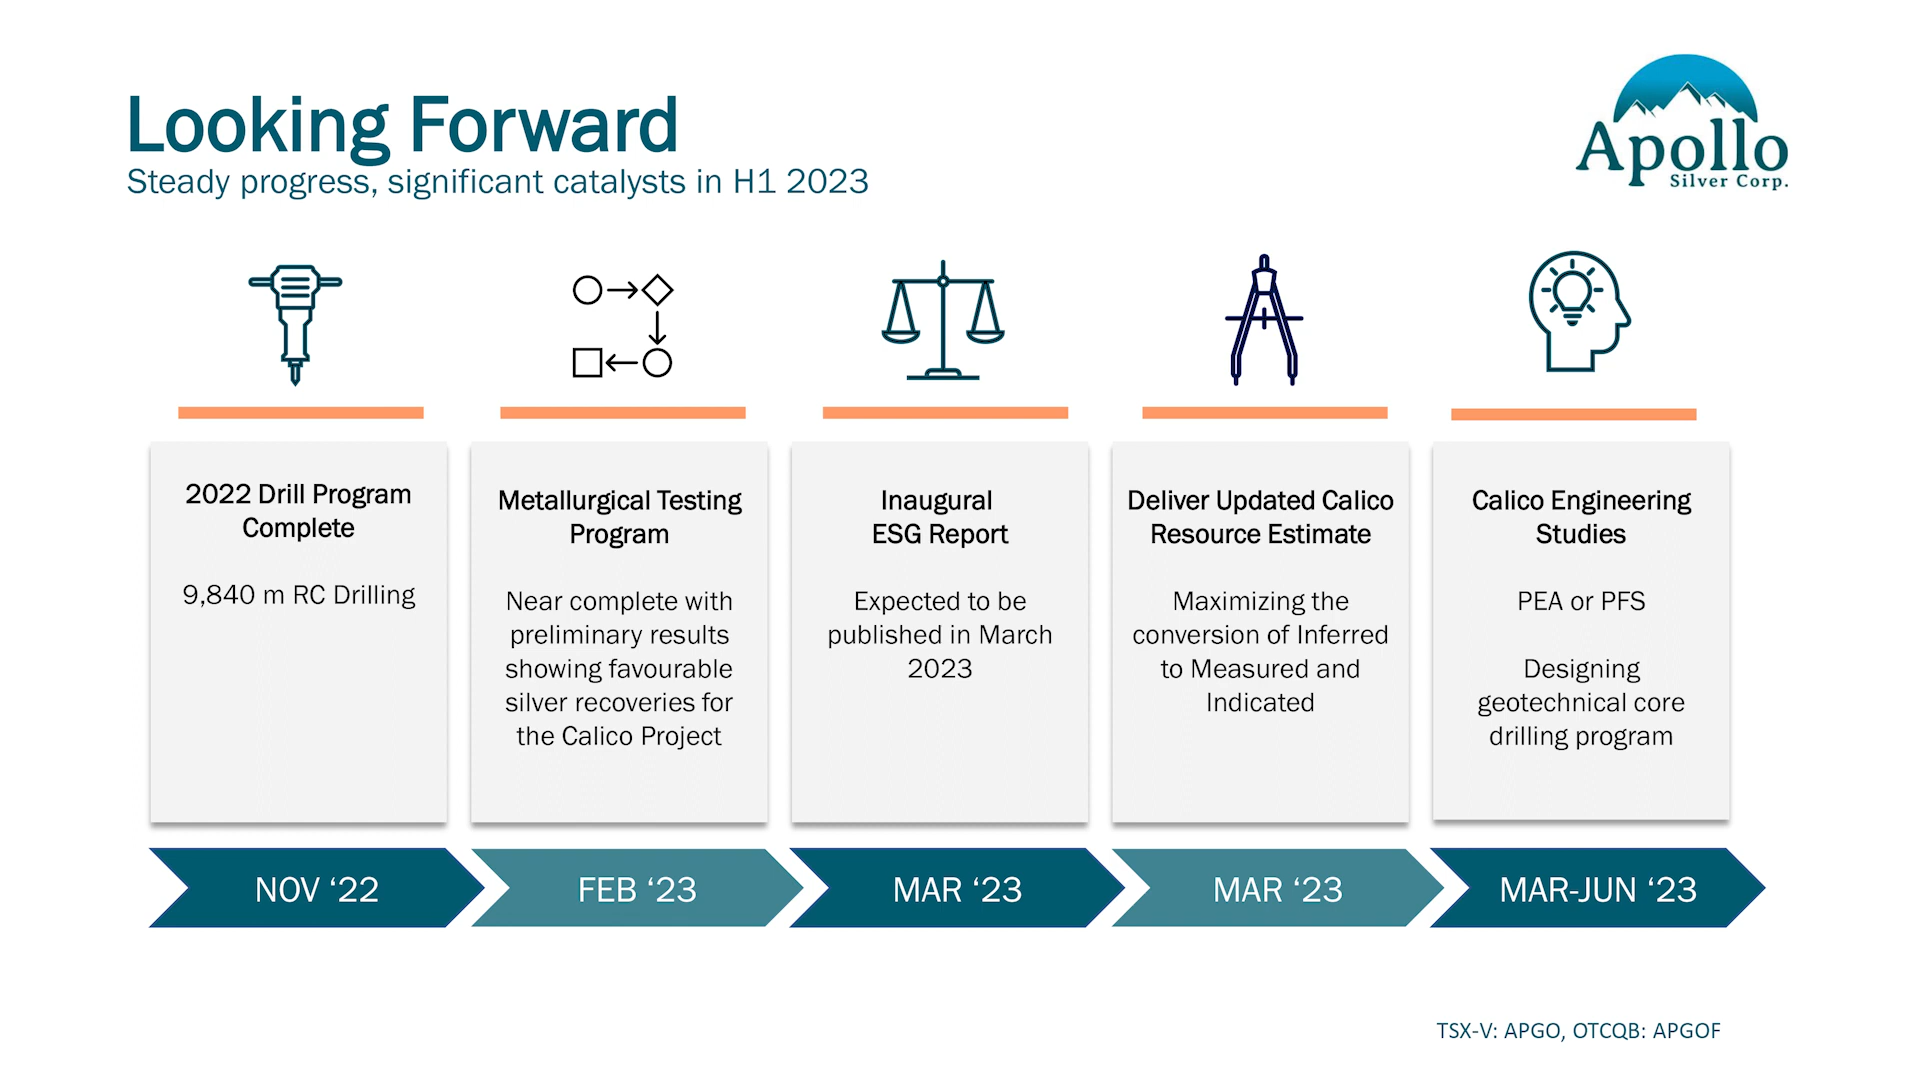 Looking Forward
Steady progress, significant catalysts in H1 2023
Apollo
Silver Corp.
2022 Drill Program
Complete
9,840 m RC Drilling
Metallurgical Testing
Program
Near complete with
preliminary results
showing favourable
silver recoveries for
the Calico Project
Inaugural
ESG Report
Expected to be
published in March
2023
Deliver Updated Calico
Resource Estimate
Maximizing the
conversion of Inferred
to Measured and
Indicated
Calico Engineering
Studies
PEA or PFS
Designing
geotechnical core
drilling program
NOV ‘22
FEB ‘23
MAR ‘23
MAR ‘23
MAR-JUN ‘23
TSX-V: APGO, OTCQB: APGOF